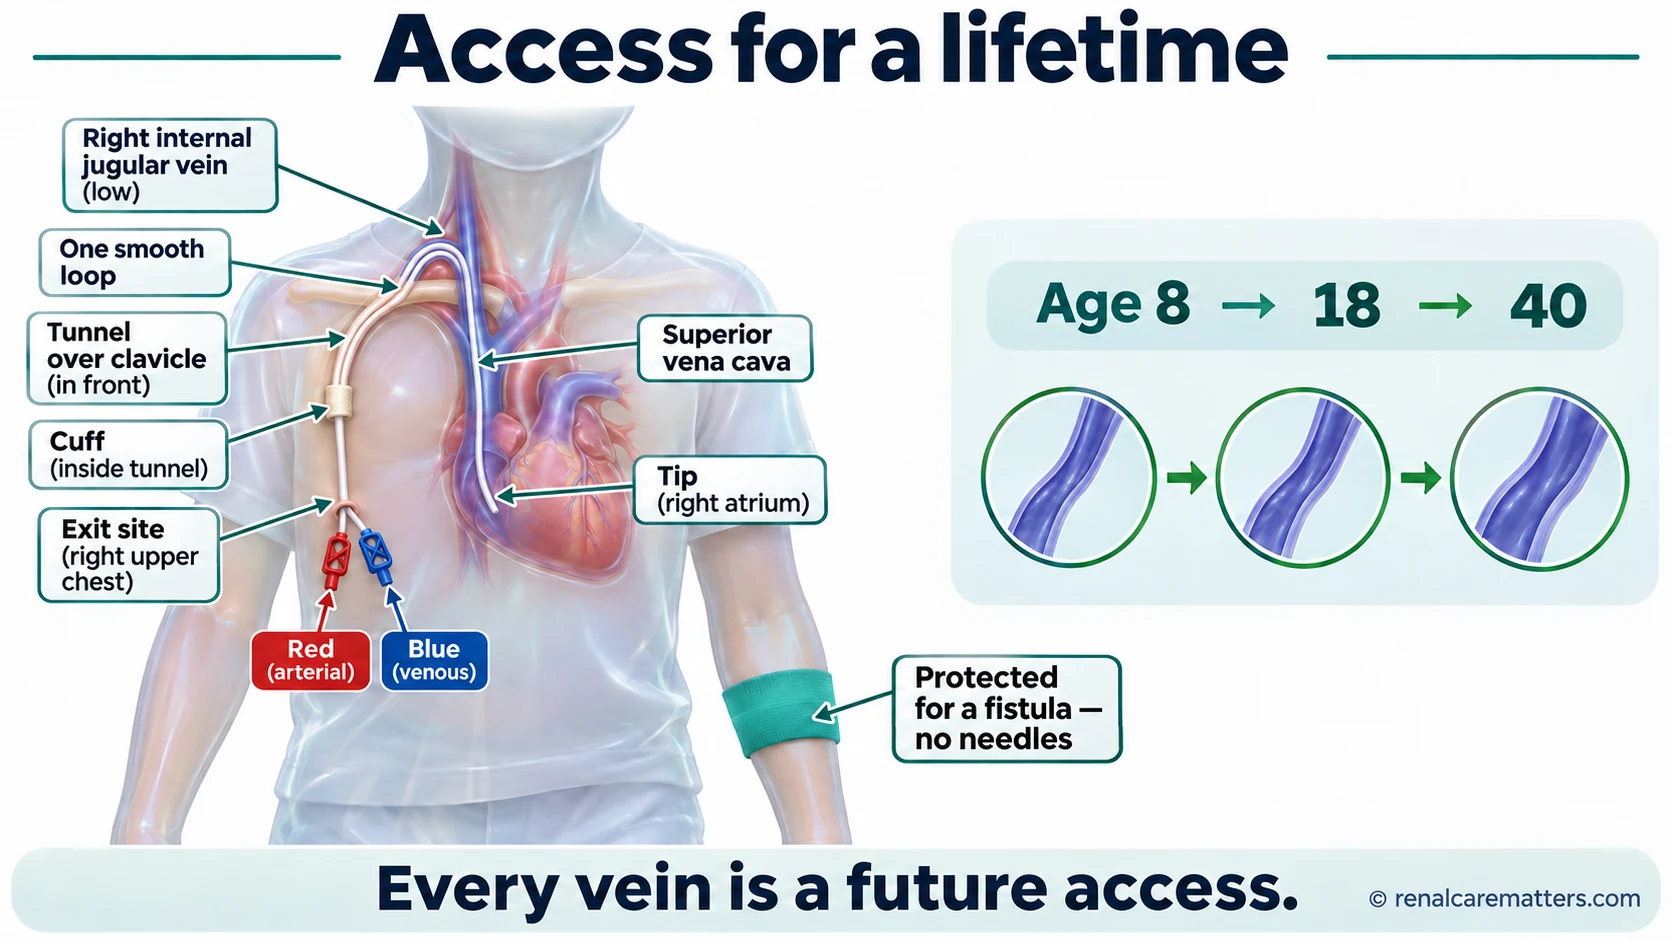 Access for a lifetime
Right internal
jugular vein
(low)
One smooth
loop
Tunnel
over clavicle
(in front)
Cuff
(inside tunnel)
Exit site
(right upper
chest)
Red
(arterial)
Blue
(venous)
Superior
vena cava
Tip
(right atrium)
Age 8 → 18 → 40
Protected
for a fistula —
no needles
Every vein is a future access.
© renalcarematters.com